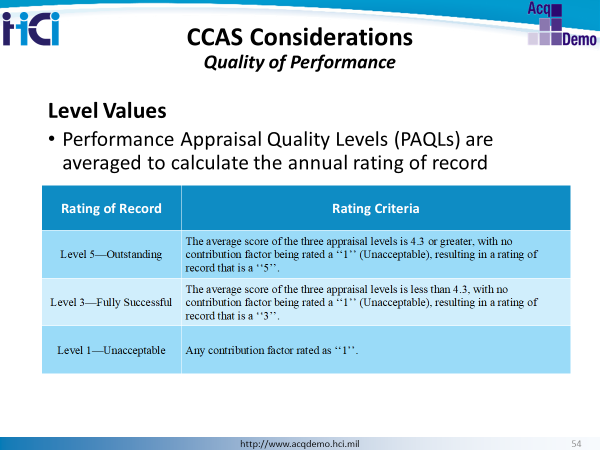 HCI
Acq
Demo
CCAS Considerations
Quality of Performance
Level Values
• Performance Appraisal Quality Levels (PAQLs) are
averaged to calculate the annual rating of record
Rating of Record
Rating Criteria
Level 5—Outstanding
The average score of the three appraisal levels is 4.3 or greater, with no
contribution factor being rated a ‘‘1’’ (Unacceptable), resulting in a rating of
record that is a ‘‘5’’.
Level 3—Fully Successful
The average score of the three appraisal levels is less than 4.3, with no
contribution factor being rated a ‘‘1’’ (Unacceptable), resulting in a rating of
record that is a ‘‘3’’.
Level 1—Unacceptable
Any contribution factor rated as ‘‘1’’.
http://www.acqdemo.hci.mil
54